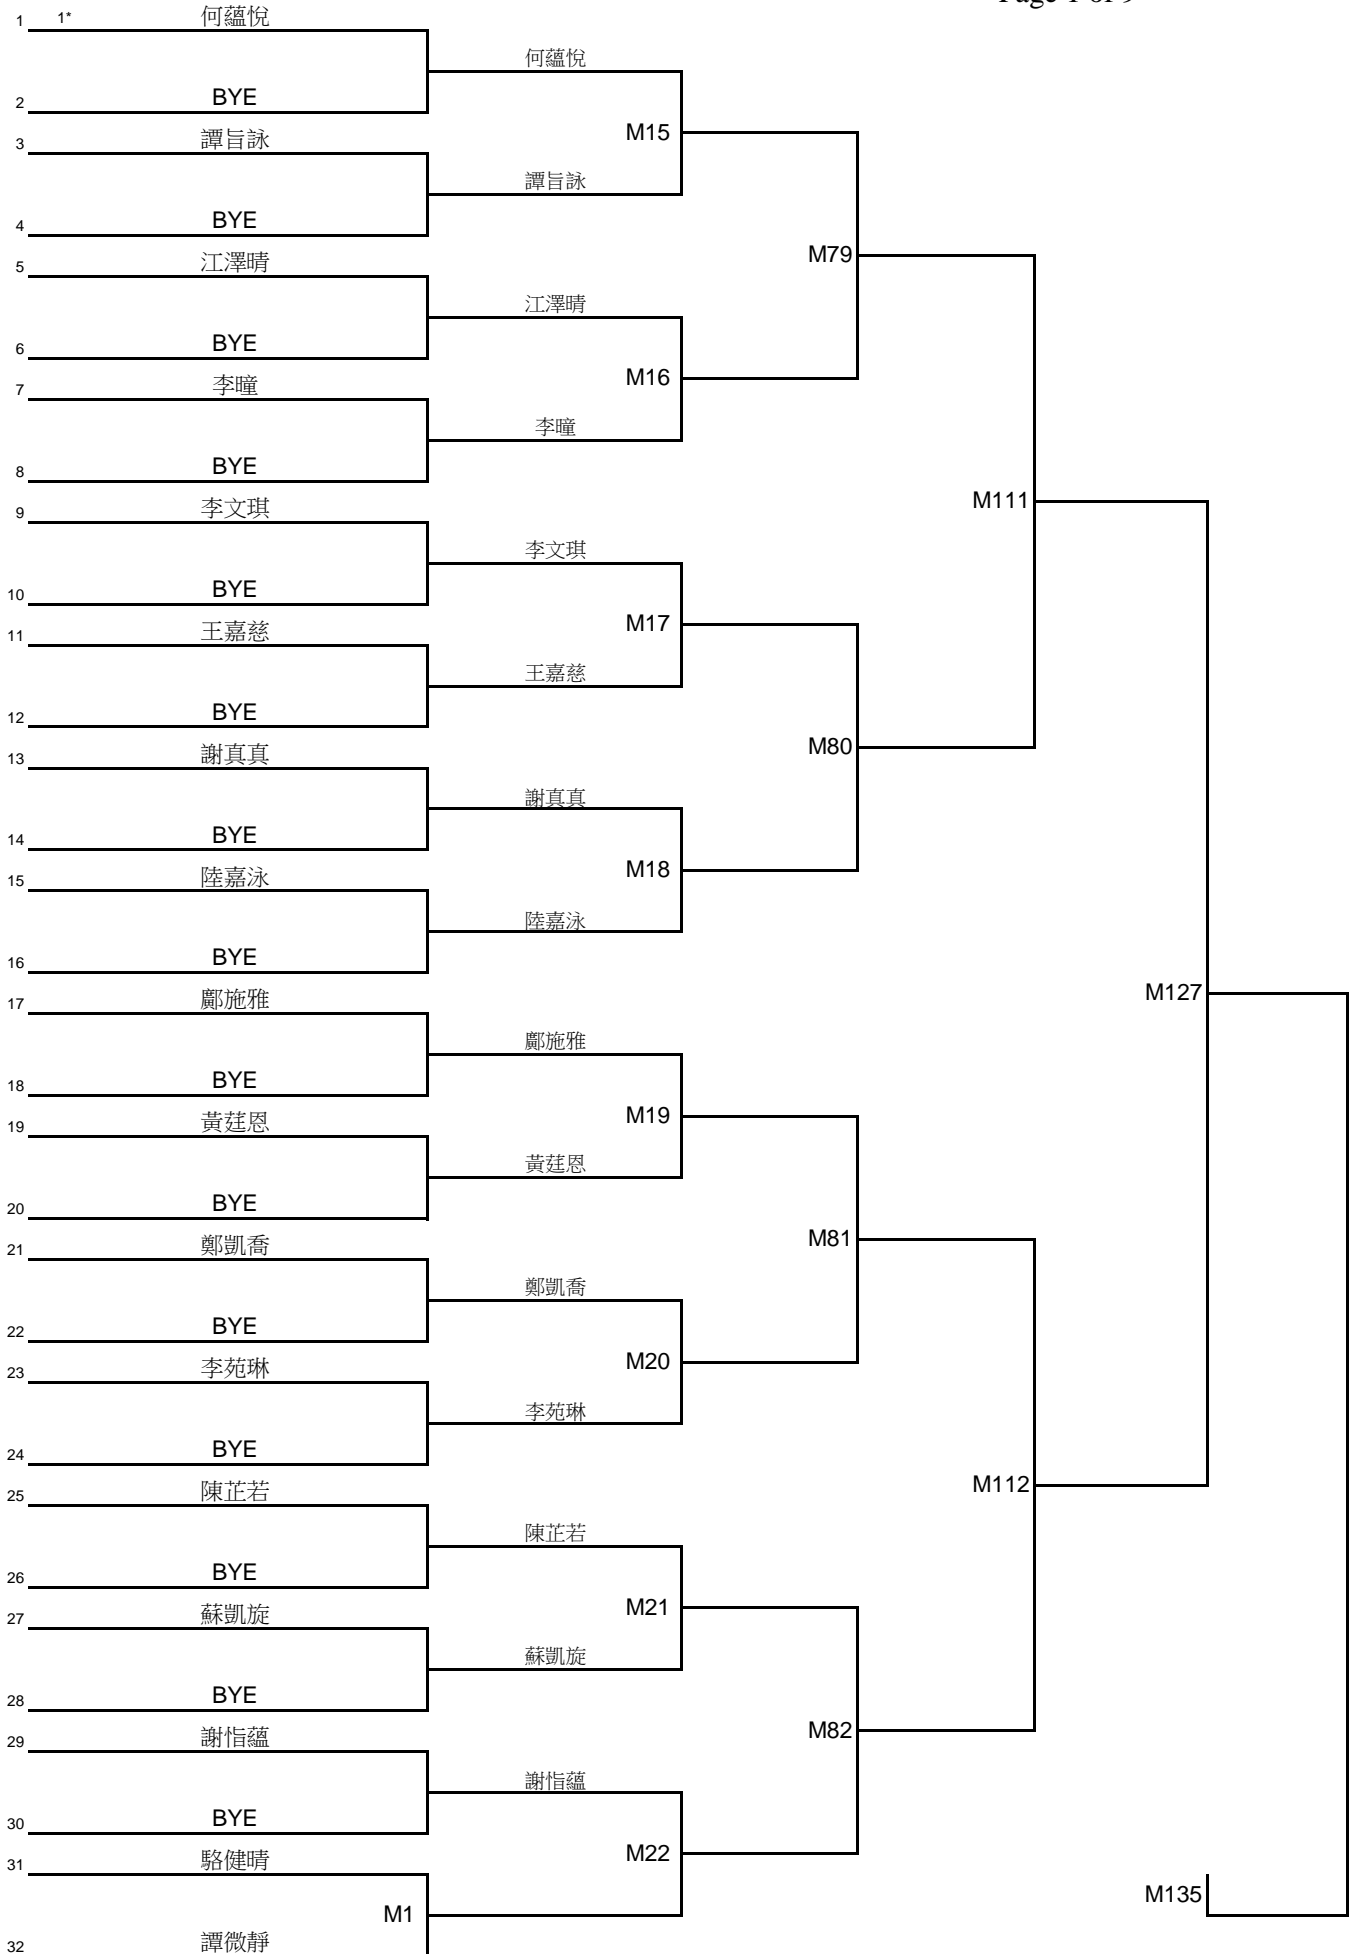 Page 1 of 9
1 1* 何蘊悅
何蘊悅
2 BYE
M15
3 譚旨詠
譚旨詠
4 BYE
M79
5 江澤晴
江澤晴
6 BYE
M16
7 李曈
李曈
8 BYE
M111
9 李文琪
李文琪
10 BYE
M17
11 王嘉慈
王嘉慈
12 BYE
M80
13 謝真真
謝真真
14 BYE
M18
15 陸嘉泳
陸嘉泳
16 BYE
M127
17 鄺施雅
鄺施雅
18 BYE
M19
19 黃莛恩
黃莛恩
20 BYE
M81
21 鄭凱喬
鄭凱喬
22 BYE
M20
23 李苑琳
李苑琳
24 BYE
M112
25 陳芷若
陳芷若
26 BYE
M21
27 蘇凱旋
蘇凱旋
28 BYE
M82
29 謝恉蘊
謝恉蘊
30 BYE
M22
31 駱健晴
M135
M1
32 譚微靜